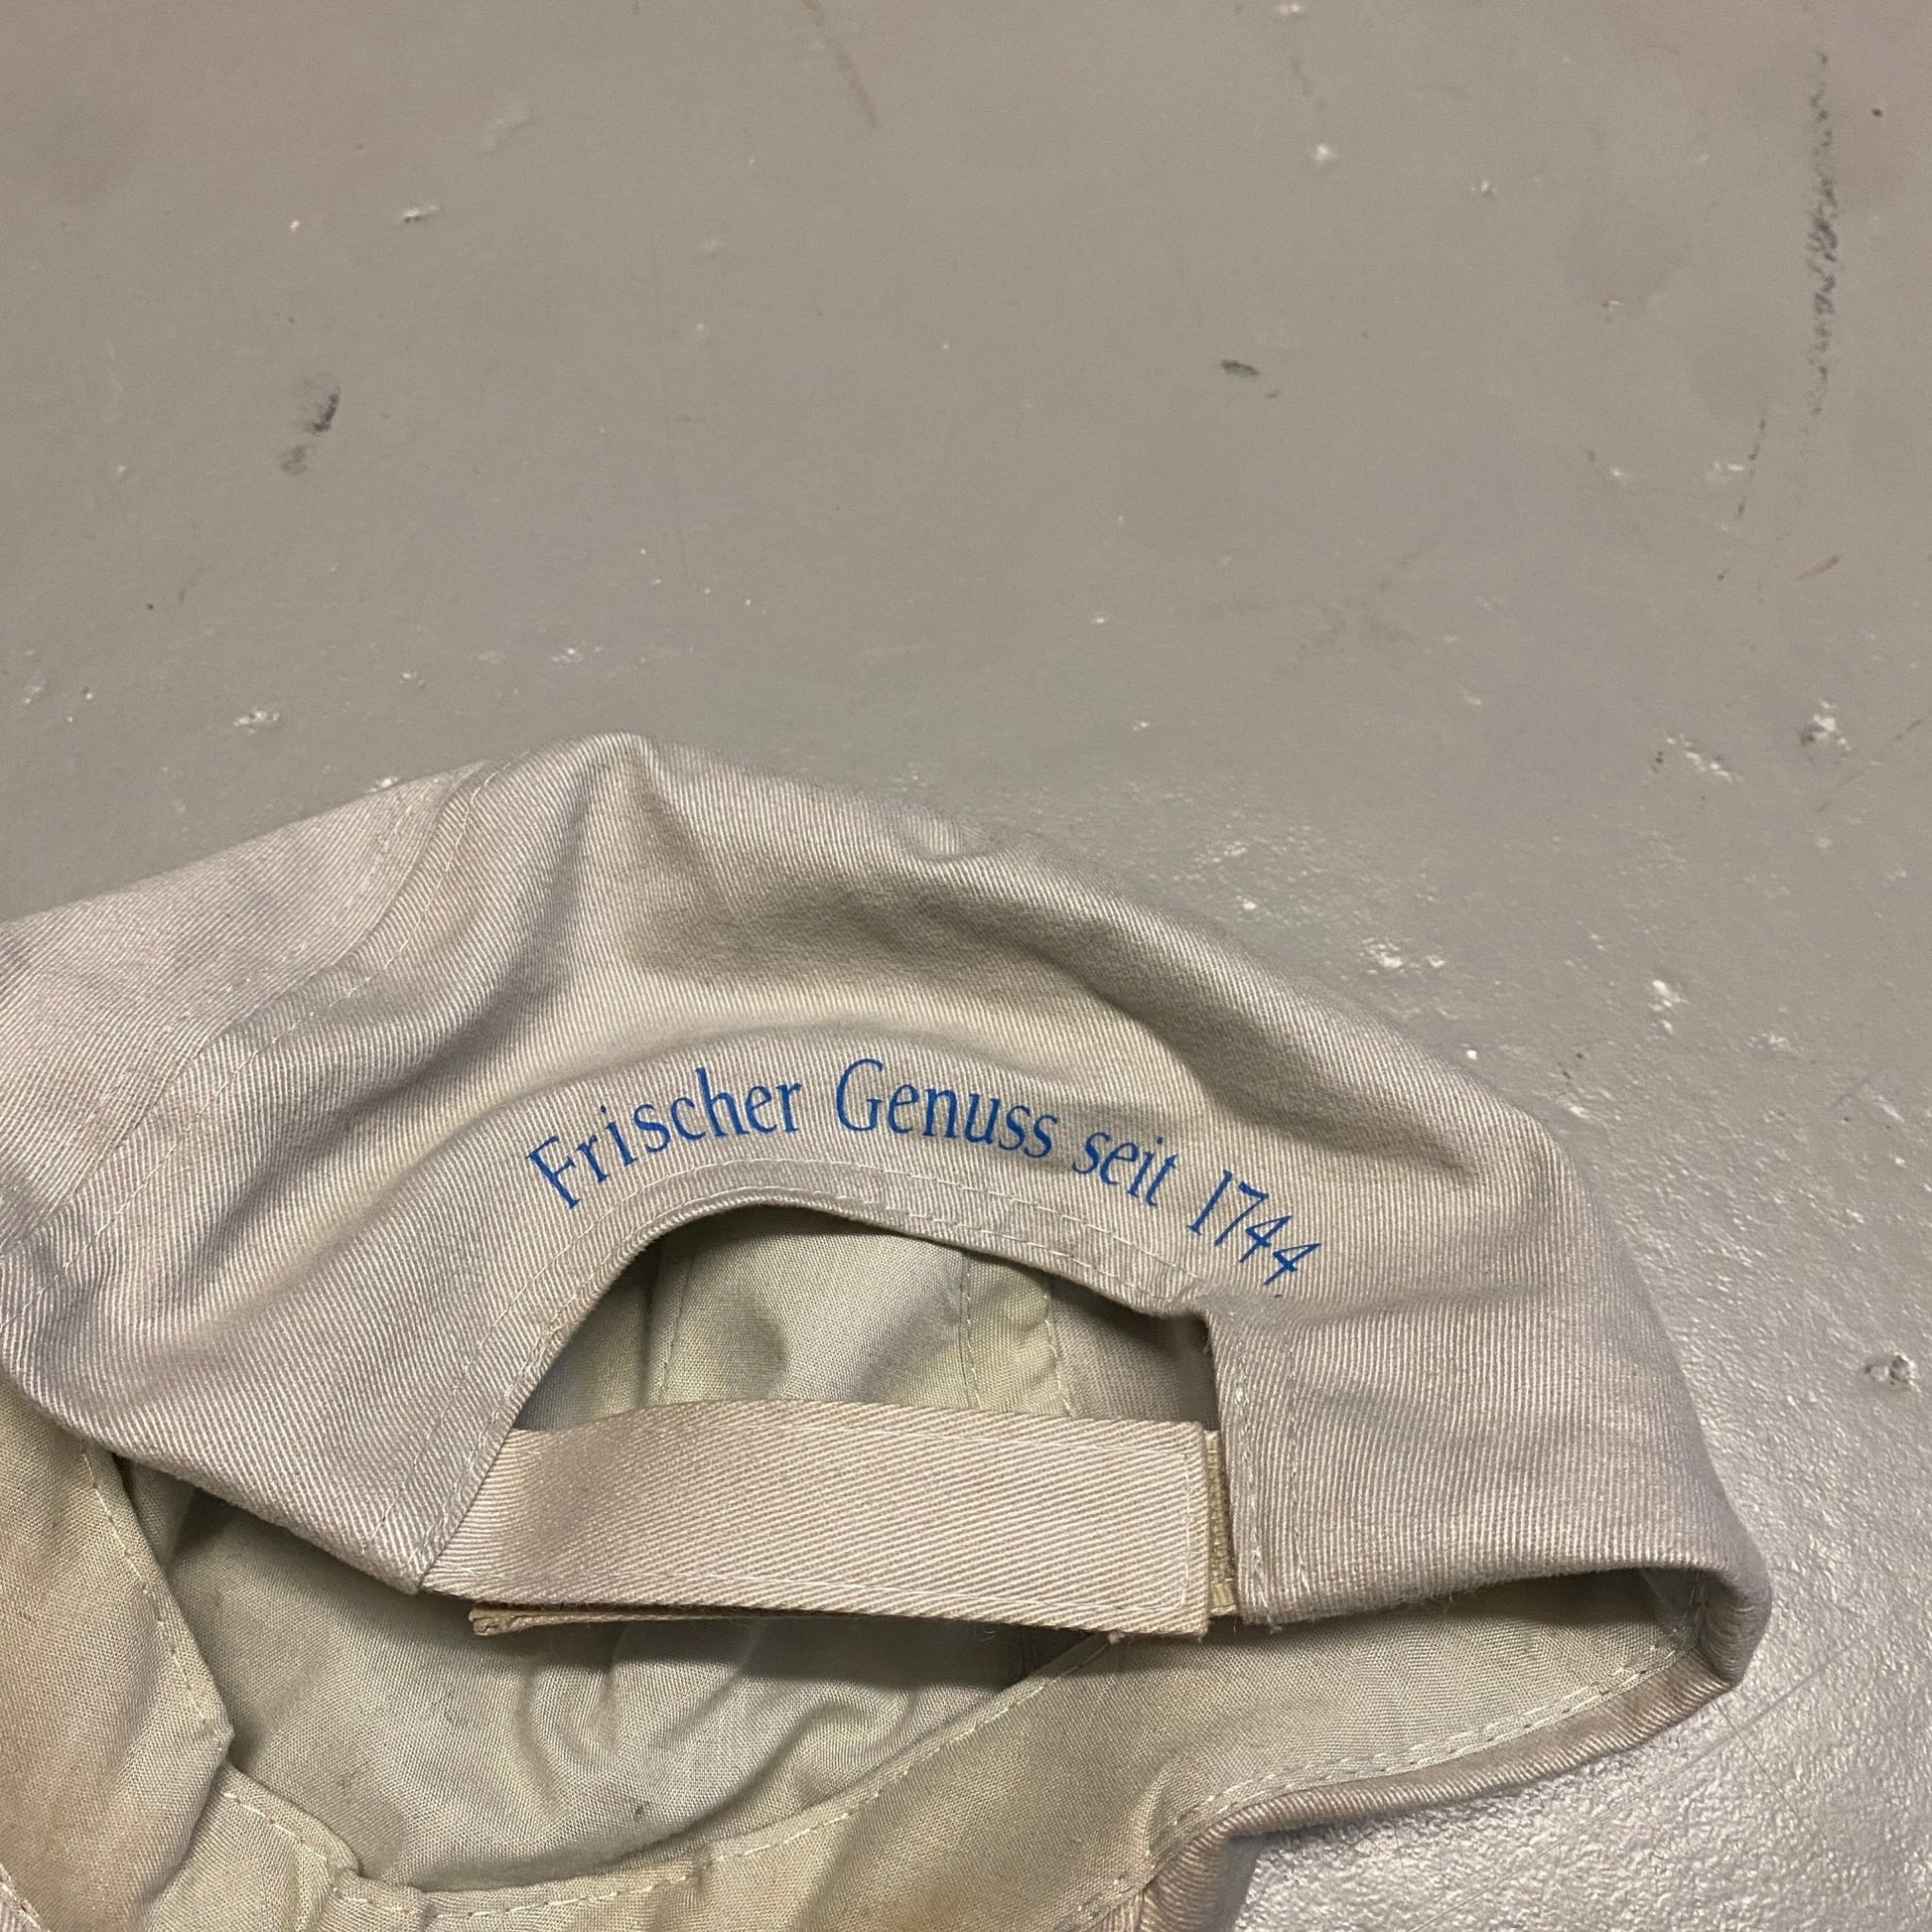 Frischer Genuss seit 1744.